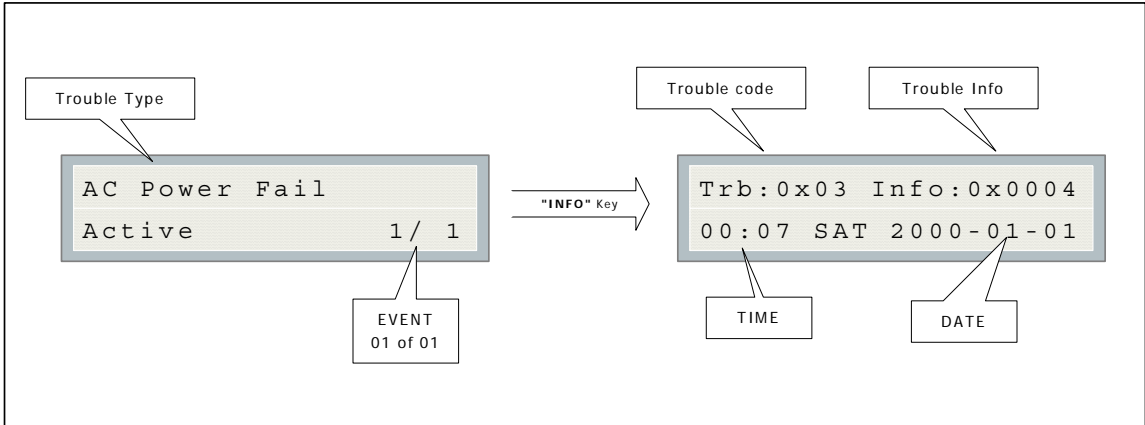 Trouble Type
Trouble code
Trouble Info
AC Power Fail
Active 1/ 1
"INFO" Key
Trb:0x03 Info:0x0004
00:07 SAT 2000-01-01
EVENT
01 of 01
TIME
DATE